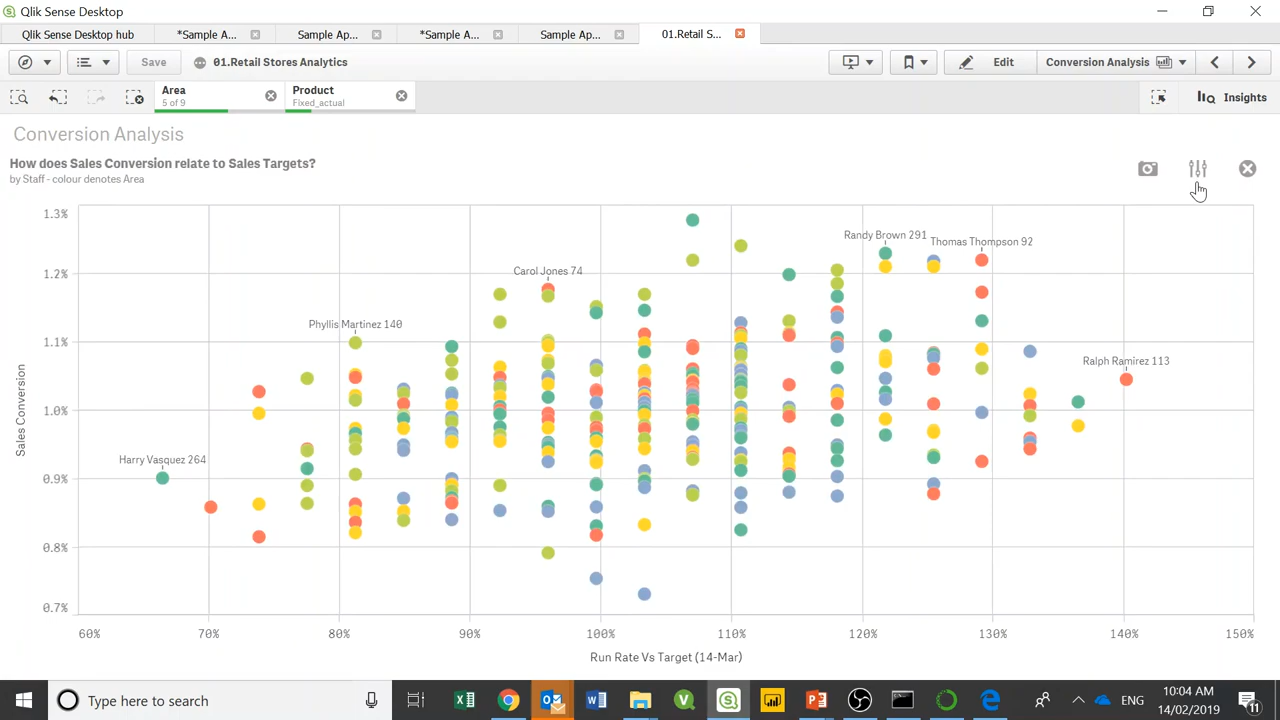 Qlik Sense Desktop
Qlik Sense Desktop hub
*Sample A...
Sample Ap...
*Sample A...
Sample Ap...
01.Retail S...
Save
01.Retail Stores Analytics
Edit
Conversion Analysis
Area
5 of 9
Product
Fixed_actual
Insights
Conversion Analysis
How does Sales Conversion relate to Sales Targets?
by Staff - colour denotes Area
1.3%
1.2%
1.1%
1.0%
0.9%
0.8%
0.7%
Sales Conversion
Randy Brown 291
Thomas Thompson 92
Carol Jones 74
Phyllis Martinez 140
Ralph Ramirez 113
Harry Vasquez 264
60%
70%
80%
90%
100%
110%
120%
130%
140%
150%
Run Rate Vs Target (14-Mar)
Type here to search
ENG
10:04 AM
14/02/2019
11